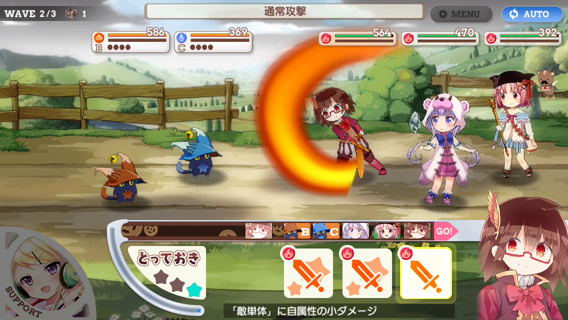 WAVE 2/3
1
通常攻撃
MENU
AUTO
586
B
369
C
564
470
392
B
C
GO!
とっておき
SUPPORT
「敵単体」に自属性の小ダメージ